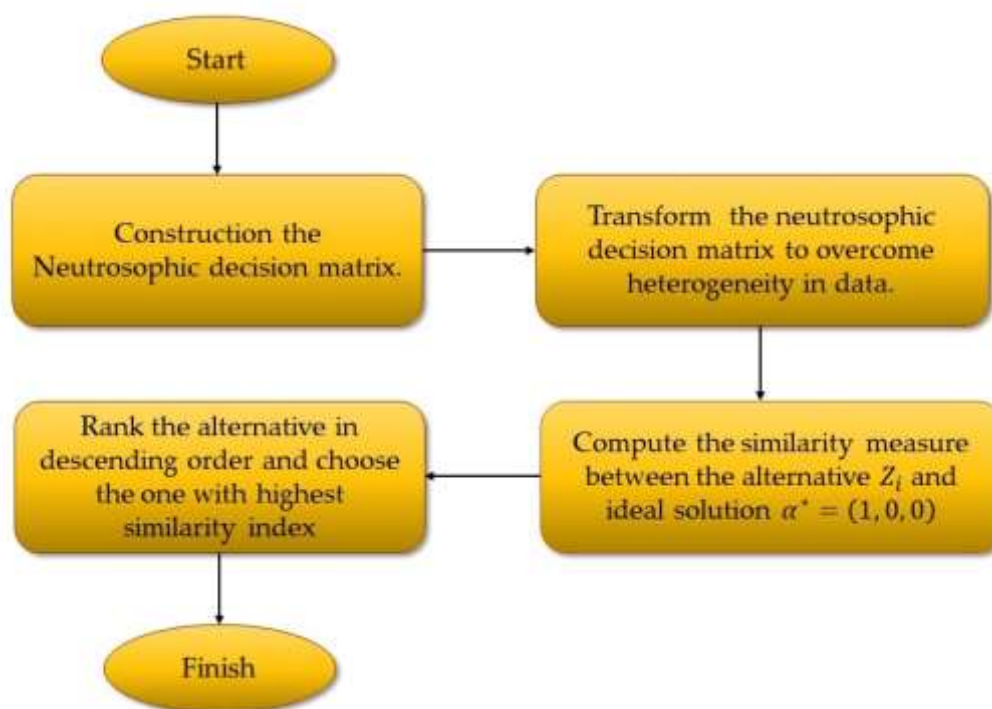 Start
Construction the
Neutrosophic decision matrix.
Transform the neutrosophic
decision matrix to overcome
heterogeneity in data.
Compute the similarity measure
between the alternative Z_i and
ideal solution α* = (1, 0, 0)
Rank the alternative in
descending order and choose
the one with highest
similarity index
Finish